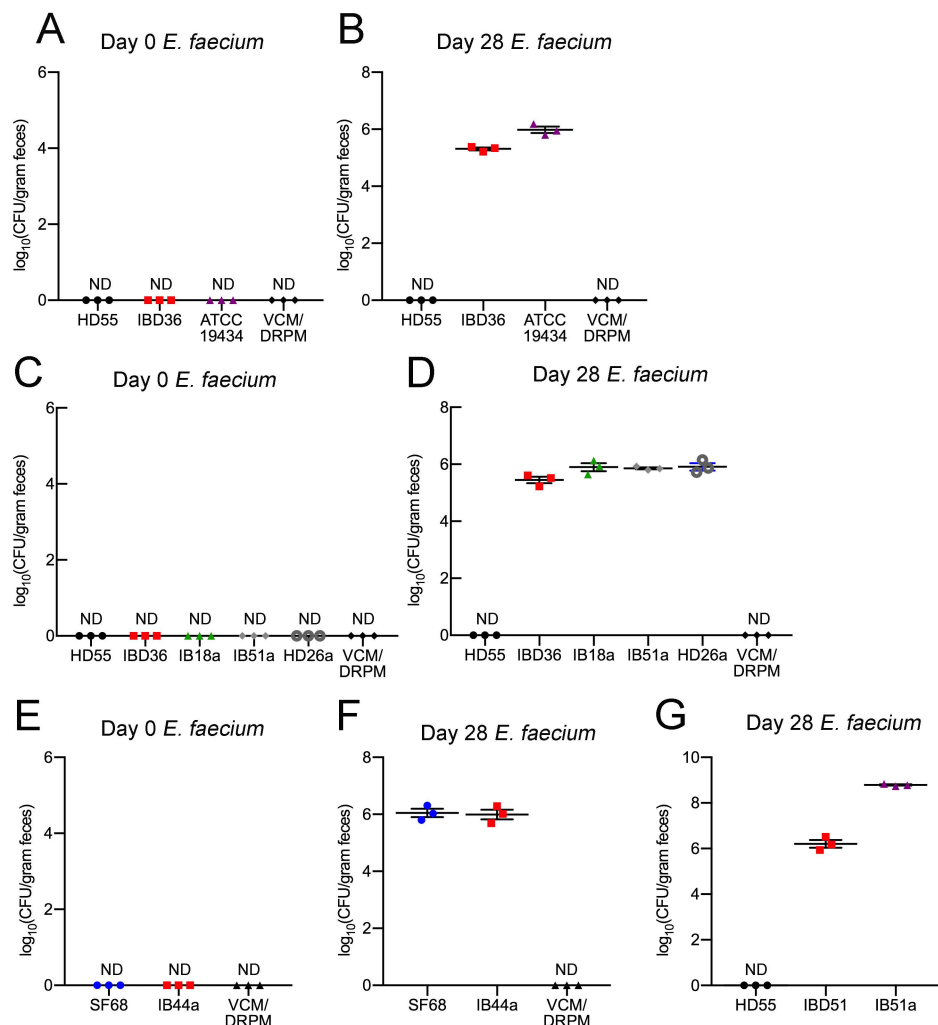 A
Day 0 E. faecium
log10(CFU/gram feces)
6
4
2
0
ND ND ND ND
HD55 IBD36 ATCC VCM/
19434 DRPM
B
Day 28 E. faecium
log10(CFU/gram feces)
8
6
4
2
0
ND ND
HD55 IBD36 ATCC VCM/
19434 DRPM
C
Day 0 E. faecium
log10(CFU/gram feces)
6
4
2
0
ND ND ND ND ND ND
HD55 IBD36 IB18a IB51a HD26a VCM/
DRPM
D
Day 28 E. faecium
log10(CFU/gram feces)
8
6
4
2
0
ND ND
HD55 IBD36 IB18a IB51a HD26a VCM/
DRPM
E
Day 0 E. faecium
log10(CFU/gram feces)
6
4
2
0
ND ND ND
SF68 IB44a VCM/
DRPM
F
Day 28 E. faecium
log10(CFU/gram feces)
8
6
4
2
0
ND
SF68 IB44a VCM/
DRPM
G
Day 28 E. faecium
log10(CFU/gram feces)
10
8
6
4
2
0
ND
HD55 IBD51 IB51a